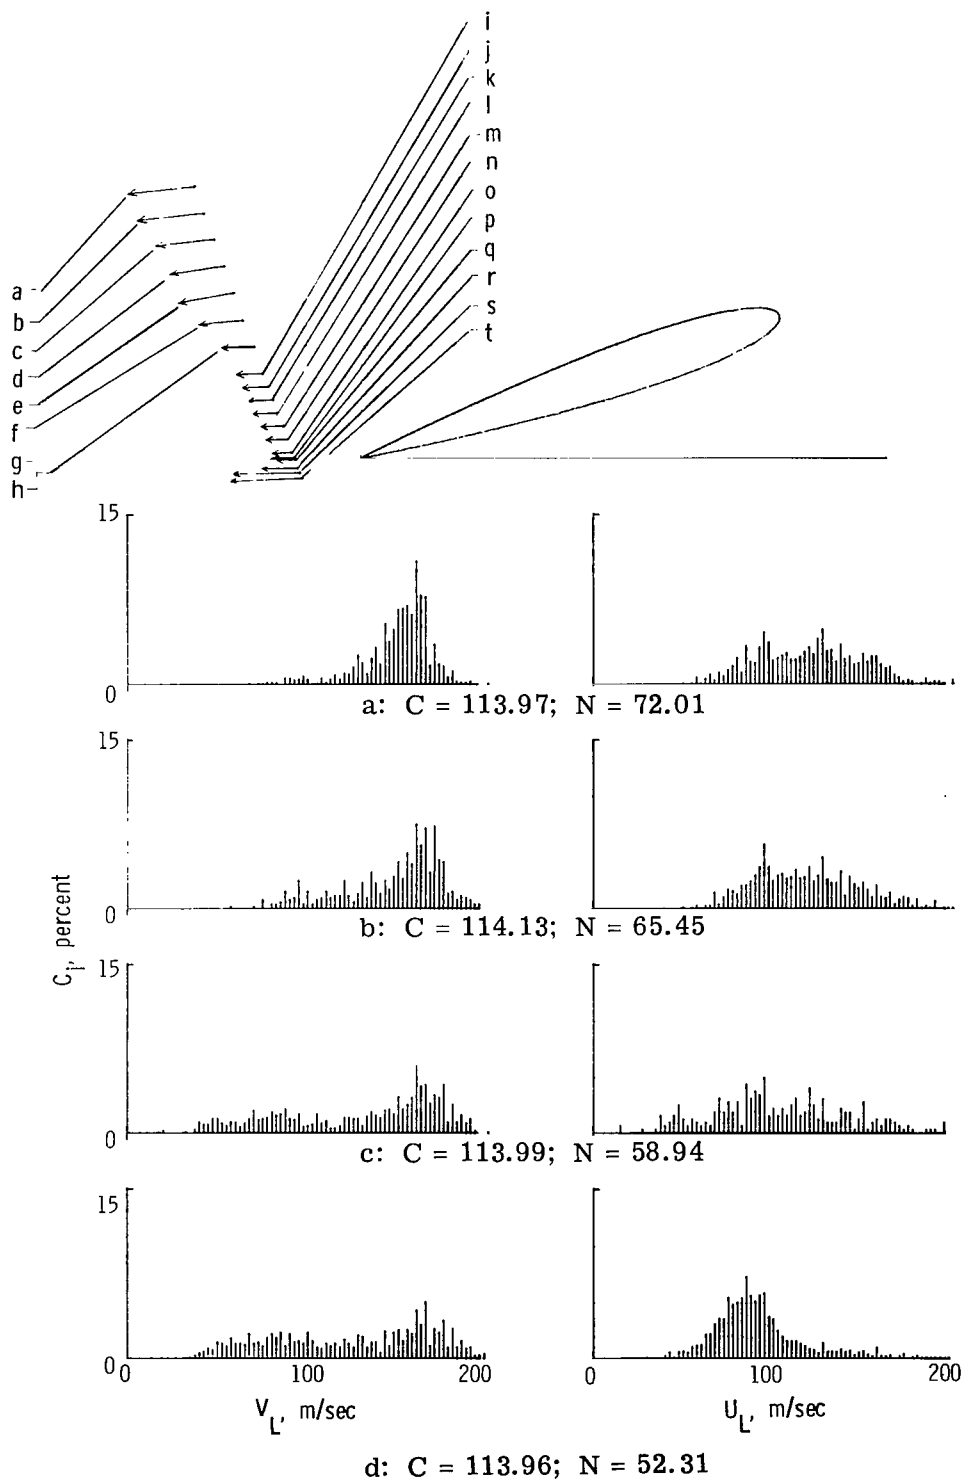 i
j
k
l
m
n
o
p
q
r
s
t
a
b
c
d
e
f
g
h
15
0
a: C = 113.97; N = 72.01
15
0
b: C = 114.13; N = 65.45
C_i, percent
15
0
c: C = 113.99; N = 58.94
15
0
0 100 200 0 100 200
V_L, m/sec U_L, m/sec
d: C = 113.96; N = 52.31